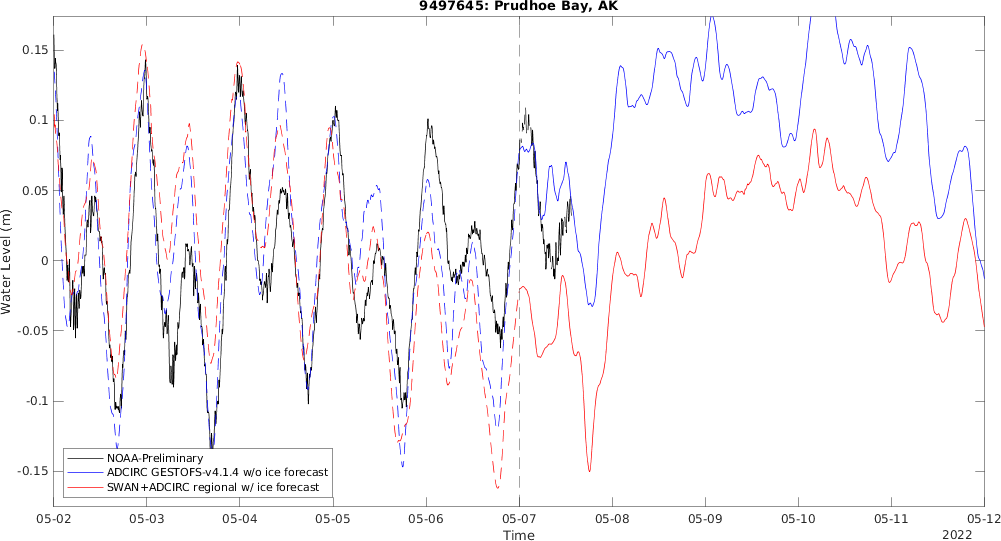 9497645: Prudhoe Bay, AK
Water Level (m)
0.15
0.1
0.05
0
-0.05
-0.1
-0.15
NOAA-Preliminary
ADCIRC GESTOFS-v4.1.4 w/o ice forecast
SWAN+ADCIRC regional w/ ice forecast
05-02 05-03 05-04 05-05 05-06 05-07 05-08 05-09 05-10 05-11 05-12
Time 2022